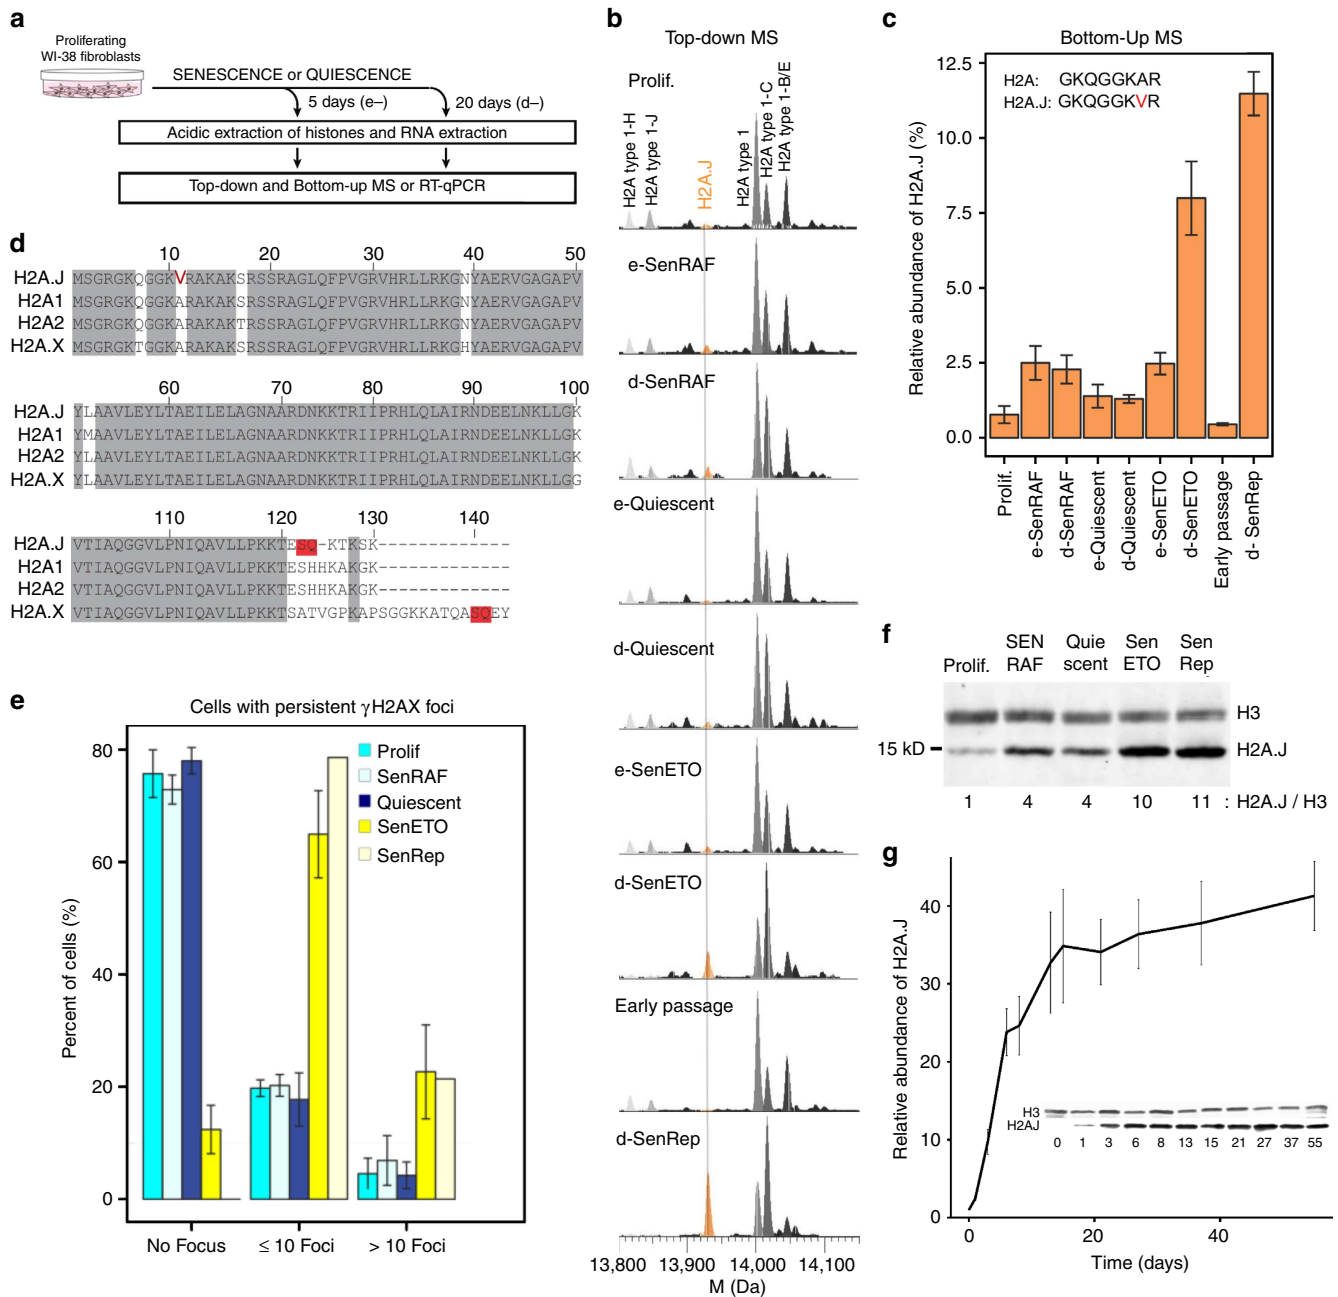 a
Proliferating
WI-38 fibroblasts
SENESCENCE or QUIESCENCE
5 days (e–)
20 days (d–)
Acidic extraction of histones and RNA extraction
Top-down and Bottom-up MS or RT-qPCR
b
Top-down MS
Prolif.
H2A type 1-H
H2A type 1-J
H2A.J
H2A type 1
H2A type 1-C
H2A type 1-B/E
e-SenRAF
d-SenRAF
e-Quiescent
d-Quiescent
e-SenETO
d-SenETO
Early passage
d-SenRep
13,800 13,900 14,000 14,100
M (Da)
c
Bottom-Up MS
H2A: GKQGGKAR
H2A.J: GKQGGKVR
Relative abundance of H2A.J (%)
12.5
10.0
7.5
5.0
2.5
0.0
Prolif.
e-SenRAF
d-SenRAF
e-Quiescent
d-Quiescent
e-SenETO
d-SenETO
Early passage
d- SenRep
d
10 20 30 40 50
H2A.J MSGRGKQGGKVRAKAKSRSSRAGLQFPVGRVHRLLRKGNYAERVGAGAPV
H2A1 MSGRGKQGGKARAKAKSRSSRAGLQFPVGRVHRLLRKGNYAERVGAGAPV
H2A2 MSGRGKQGGKARAKAKTRSSRAGLQFPVGRVHRLLRKGNYAERVGAGAPV
H2A.X MSGRGKTGGKARAKAKSRSSRAGLQFPVGRVHRLLRKGHYAERVGAGAPV
60 70 80 90 100
H2A.J YLAAVLEYLTAEILELAGNAARDNKKTRIIPRHLQLAIRNDEELNKLLGK
H2A1 YMAAVLEYLTAEILELAGNAARDNKKTRIIPRHLQLAIRNDEELNKLLGK
H2A2 YLAAVLEYLTAEILELAGNAARDNKKTRIIPRHLQLAIRNDEELNKLLGK
H2A.X YLAAVLEYLTAEILELAGNAARDNKKTRIIPRHLQLAIRNDEELNKLLGG
110 120 130 140
H2A.J VTIAQGGVLPNIQAVLLPKKTESQ-KTKSK-------------
H2A1 VTIAQGGVLPNIQAVLLPKKTESHHKAKGK-------------
H2A2 VTIAQGGVLPNIQAVLLPKKTESHHKAKGK-------------
H2A.X VTIAQGGVLPNIQAVLLPKKTSATVGPKAPSGGKKATQASQEY
e
Cells with persistent γH2AX foci
Percent of cells (%)
80
60
40
20
0
Prolif
SenRAF
Quiescent
SenETO
SenRep
No Focus ≤ 10 Foci > 10 Foci
f
Prolif. SEN RAF Quie scent Sen ETO Sen Rep
H3
15 kD
H2A.J
1 4 4 10 11 : H2A.J / H3
g
Relative abundance of H2A.J
40
30
20
10
0
H3
H2AJ
0 1 3 6 8 13 15 21 27 37 55
0 20 40
Time (days)